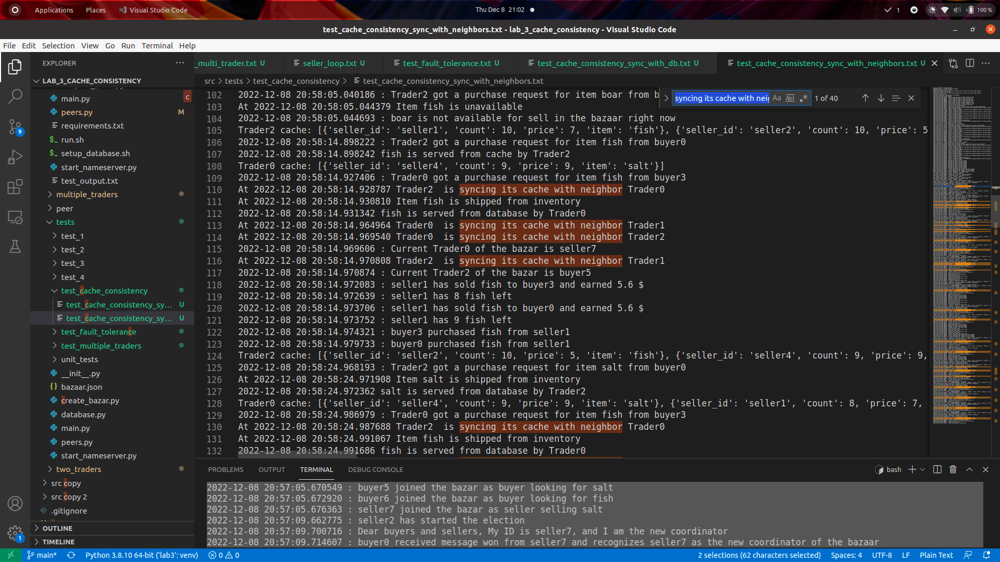 Applications Places Visual Studio Code Thu Dec 8 21:02 1 100 %
test_cache_consistency_sync_with_neighbors.txt - lab_3_cache_consistency - Visual Studio Code
File Edit Selection View Go Run Terminal Help
EXPLORER
LAB_3_CACHE_CONSISTENCY
main.py c
peers.py M
requirements.txt
run.sh
setup_database.sh
start_nameserver.py
test_output.txt
multiple_traders
peer
tests
test_1
test_2
test_3
test_4
test_cache_consistency
test_cache_consistency_sy... U
test_cache_consistency_sy... U
test_fault_tolerance
test_multiple_traders
unit_tests
__init__.py
bazaar.json
create_bazar.py
database.py
main.py
peers.py
start_nameserver.py
two_traders
src copy
src copy 2
.gitignore
OUTLINE
TIMELINE
9
1
_multi_trader.txt U seller_loop.txt U test_fault_tolerance.txt U test_cache_consistency_sync_with_db.txt U test_cache_consistency_sync_with_neighbors.txt U
src > tests > test_cache_consistency > test_cache_consistency_sync_with_neighbors.txt
syncing its cache with neig Aa Abl .* 1 of 40
102 2022-12-08 20:58:05.040186 : Trader2 got a purchase request for item boar from b
103 At 2022-12-08 20:58:05.044379 Item fish is unavailable
104 2022-12-08 20:58:05.044693 : boar is not available for sell in the bazaar right now
105 Trader2 cache: [{'seller_id': 'seller1', 'count': 10, 'price': 7, 'item': 'fish'}, {'seller_id': 'seller2', 'count': 10, 'price': 5
106 2022-12-08 20:58:14.898222 : Trader2 got a purchase request for item fish from buyer0
107 2022-12-08 20:58:14.898242 fish is served from cache by Trader2
108 Trader0 cache: [{'seller_id': 'seller4', 'count': 9, 'price': 9, 'item': 'salt'}]
109 2022-12-08 20:58:14.927406 : Trader0 got a purchase request for item fish from buyer3
110 At 2022-12-08 20:58:14.928787 Trader2  is syncing its cache with neighbor Trader0
111 At 2022-12-08 20:58:14.930810 Item fish is shipped from inventory
112 2022-12-08 20:58:14.931342 fish is served from database by Trader0
113 At 2022-12-08 20:58:14.964964 Trader0  is syncing its cache with neighbor Trader1
114 At 2022-12-08 20:58:14.969540 Trader0  is syncing its cache with neighbor Trader2
115 2022-12-08 20:58:14.969606 : Current Trader0 of the bazar is seller7
116 At 2022-12-08 20:58:14.970808 Trader2  is syncing its cache with neighbor Trader1
117 2022-12-08 20:58:14.970874 : Current Trader2 of the bazar is buyer5
118 2022-12-08 20:58:14.972083 : seller1 has sold fish to buyer3 and earned 5.6 $
119 2022-12-08 20:58:14.972639 : seller1 has 8 fish left
120 2022-12-08 20:58:14.973706 : seller1 has sold fish to buyer0 and earned 5.6 $
121 2022-12-08 20:58:14.973752 : seller1 has 9 fish left
122 2022-12-08 20:58:14.974321 : buyer3 purchased fish from seller1
123 2022-12-08 20:58:14.979733 : buyer0 purchased fish from seller1
124 Trader2 cache: [{'seller_id': 'seller2', 'count': 10, 'price': 5, 'item': 'fish'}, {'seller_id': 'seller4', 'count': 9, 'price': 9,
125 2022-12-08 20:58:24.968193 : Trader2 got a purchase request for item salt from buyer0
126 At 2022-12-08 20:58:24.971908 Item salt is shipped from inventory
127 2022-12-08 20:58:24.972362 salt is served from database by Trader2
128 Trader0 cache: [{'seller_id': 'seller4', 'count': 9, 'price': 9, 'item': 'salt'}, {'seller_id': 'seller1', 'count': 8, 'price': 7,
129 2022-12-08 20:58:24.986979 : Trader0 got a purchase request for item fish from buyer3
130 At 2022-12-08 20:58:24.987688 Trader2  is syncing its cache with neighbor Trader0
131 At 2022-12-08 20:58:24.991067 Item fish is shipped from inventory
132 2022-12-08 20:58:24.991686 fish is served from database by Trader0
PROBLEMS OUTPUT TERMINAL DEBUG CONSOLE bash
2022-12-08 20:57:05.670549 : buyer5 joined the bazar as buyer looking for salt
2022-12-08 20:57:05.672920 : buyer6 joined the bazar as buyer looking for fish
2022-12-08 20:57:05.676363 : seller7 joined the bazar as seller selling salt
2022-12-08 20:57:09.662775 : seller2 has started the election
2022-12-08 20:57:09.700716 : Dear buyers and sellers, My ID is seller7, and I am the new coordinator
2022-12-08 20:57:09.714607 : buyer0 received message won from seller7 and recognizes seller7 as the new coordinator of the bazaar
main* Python 3.8.10 64-bit ('lab3': venv) 0 0 2 selections (62 characters selected) Spaces: 4 UTF-8 LF Plain Text